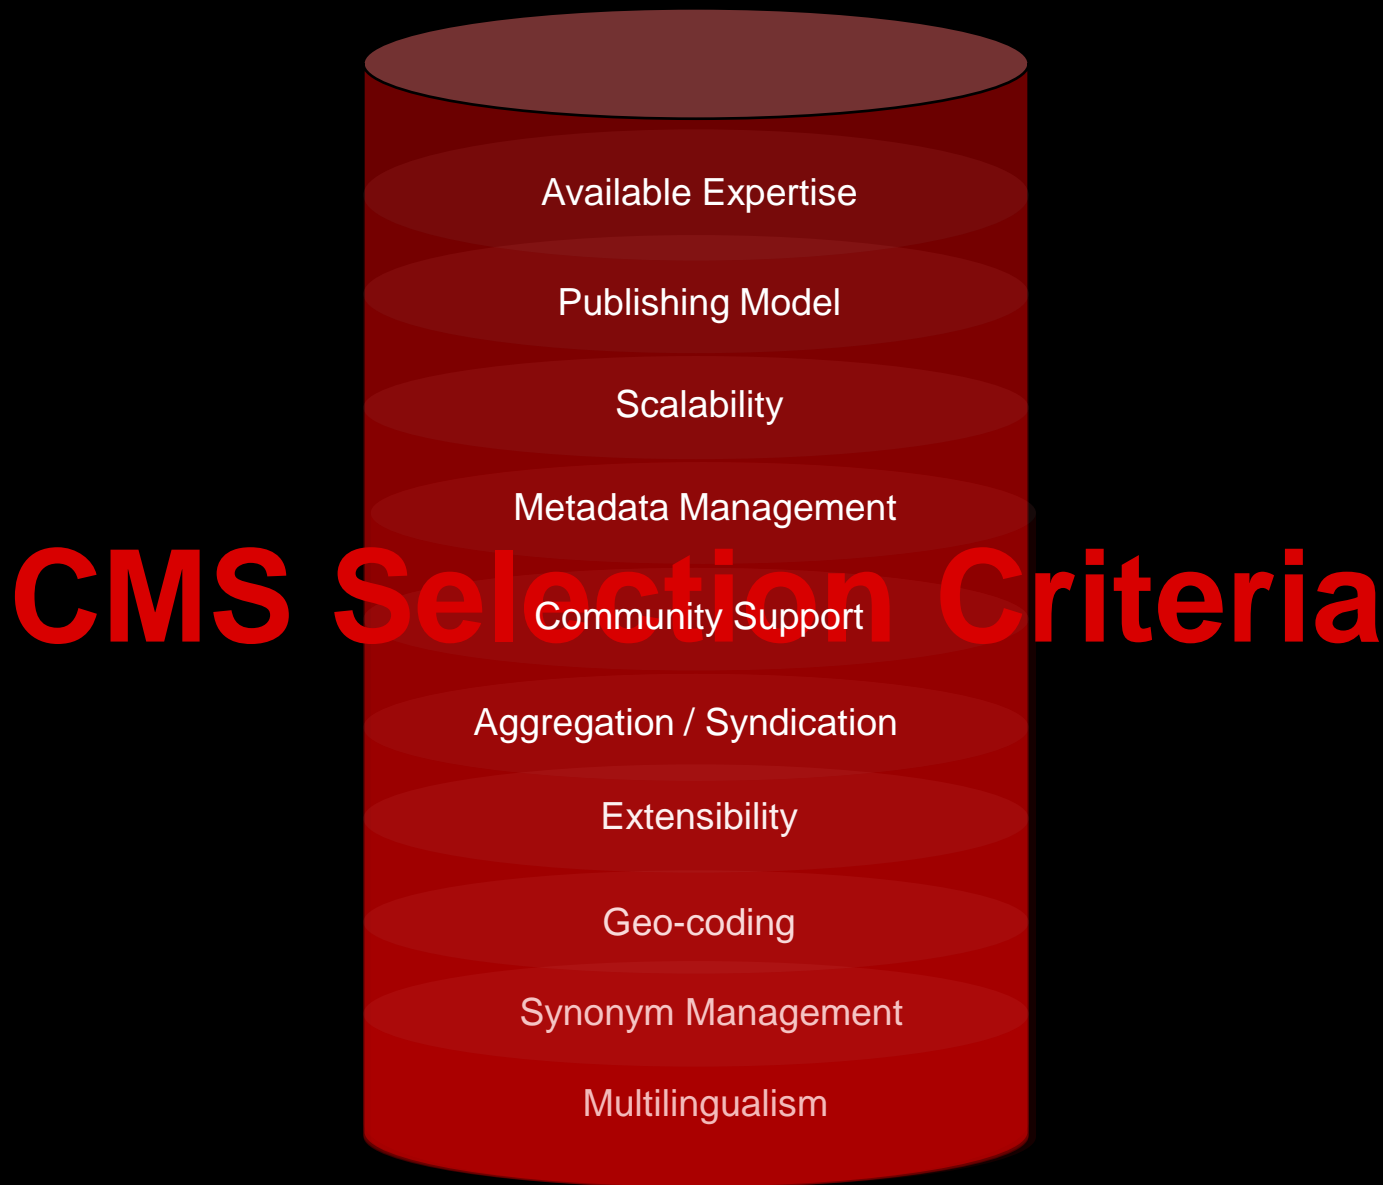 Available Expertise
Publishing Model
Scalability
Metadata Management
CMS Selection Criteria
Community Support
Aggregation / Syndication
Extensibility
Geo-coding
Synonym Management
Multilingualism